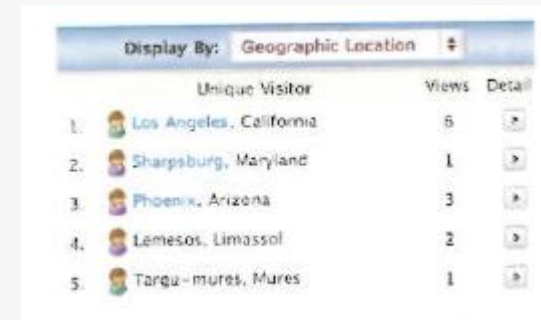 Display By: Geographic Location
Unique Visitor Views Detail
1. Los Angeles, California 6
2. Sharpsburg, Maryland 1
3. Phoenix, Arizona 3
4. Lemesos, Limassol 2
5. Targu-mures, Mures 1